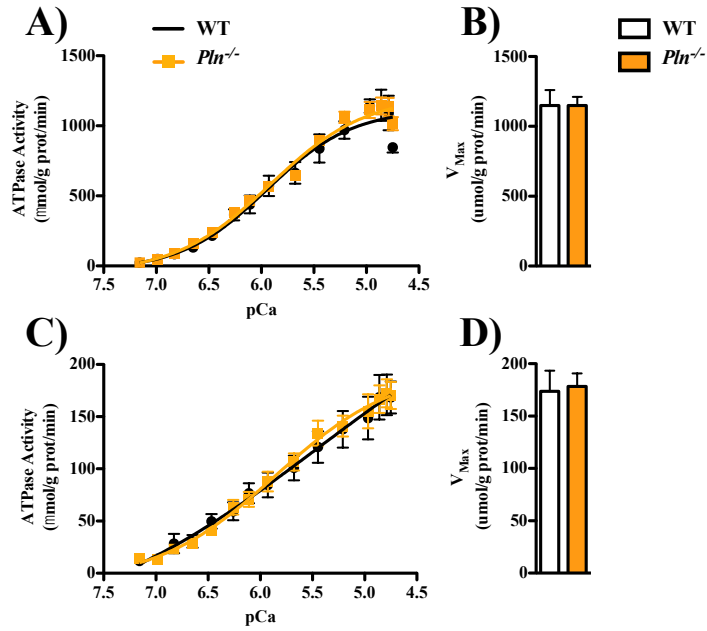 A)
WT
Pln-/-
B)
WT
Pln-/-
ATPase Activity
(mmol/g prot/min)
1500
1000
500
0
7.5 7.0 6.5 6.0 5.5 5.0 4.5
pCa
VMax
(umol/g prot/min)
1500
1000
500
0
C)
ATPase Activity
(mmol/g prot/min)
200
150
100
50
0
7.5 7.0 6.5 6.0 5.5 5.0 4.5
pCa
D)
VMax
(umol/g prot/min)
200
150
100
50
0